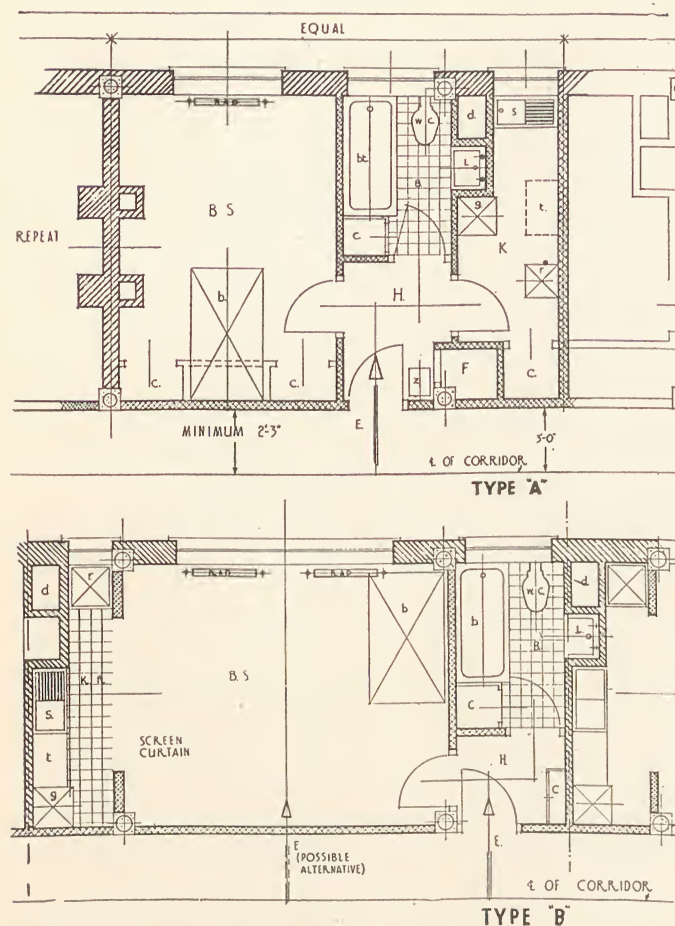 EQUAL
RAD
d.
S
W C.
bt.
L
B.
g
t.
REPEAT
B S
C.
K
r
H.
b.
C.
C.
Z
F
C.
MINIMUM 2'-3"
E.
℄ OF CORRIDOR
3'-0"
TYPE "A"
d
r
RAD
RAD
b
b
W C.
d
L.
K. R.
B. S
B.
S.
C
t
SCREEN
CURTAIN
H.
C
g
E
(POSSIBLE
ALTERNATIVE)
E.
℄ OF CORRIDOR
TYPE "B"